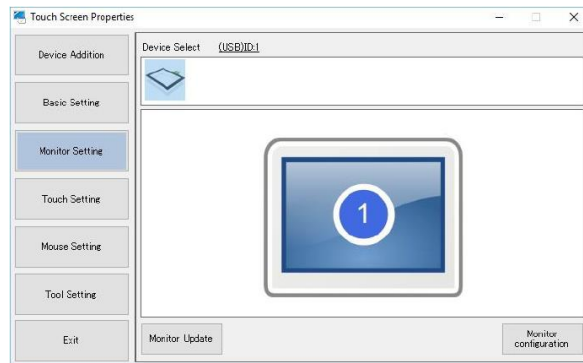 Touch Screen Properties
Device Addition
Basic Setting
Monitor Setting
Touch Setting
Mouse Setting
Tool Setting
Exit
Device Select (USB)ID:1
1
Monitor Update
Monitor
configuration